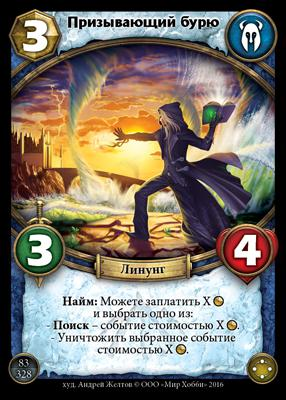 3
Призывающий бурю
3
4
Линунг
Найм: Можете заплатить X
и выбрать одно из:
- Поиск – событие стоимостью X .
- Уничтожить выбранное событие
стоимостью X .
83
328
худ. Андрей Желтов © ООО «Мир Хобби» 2016